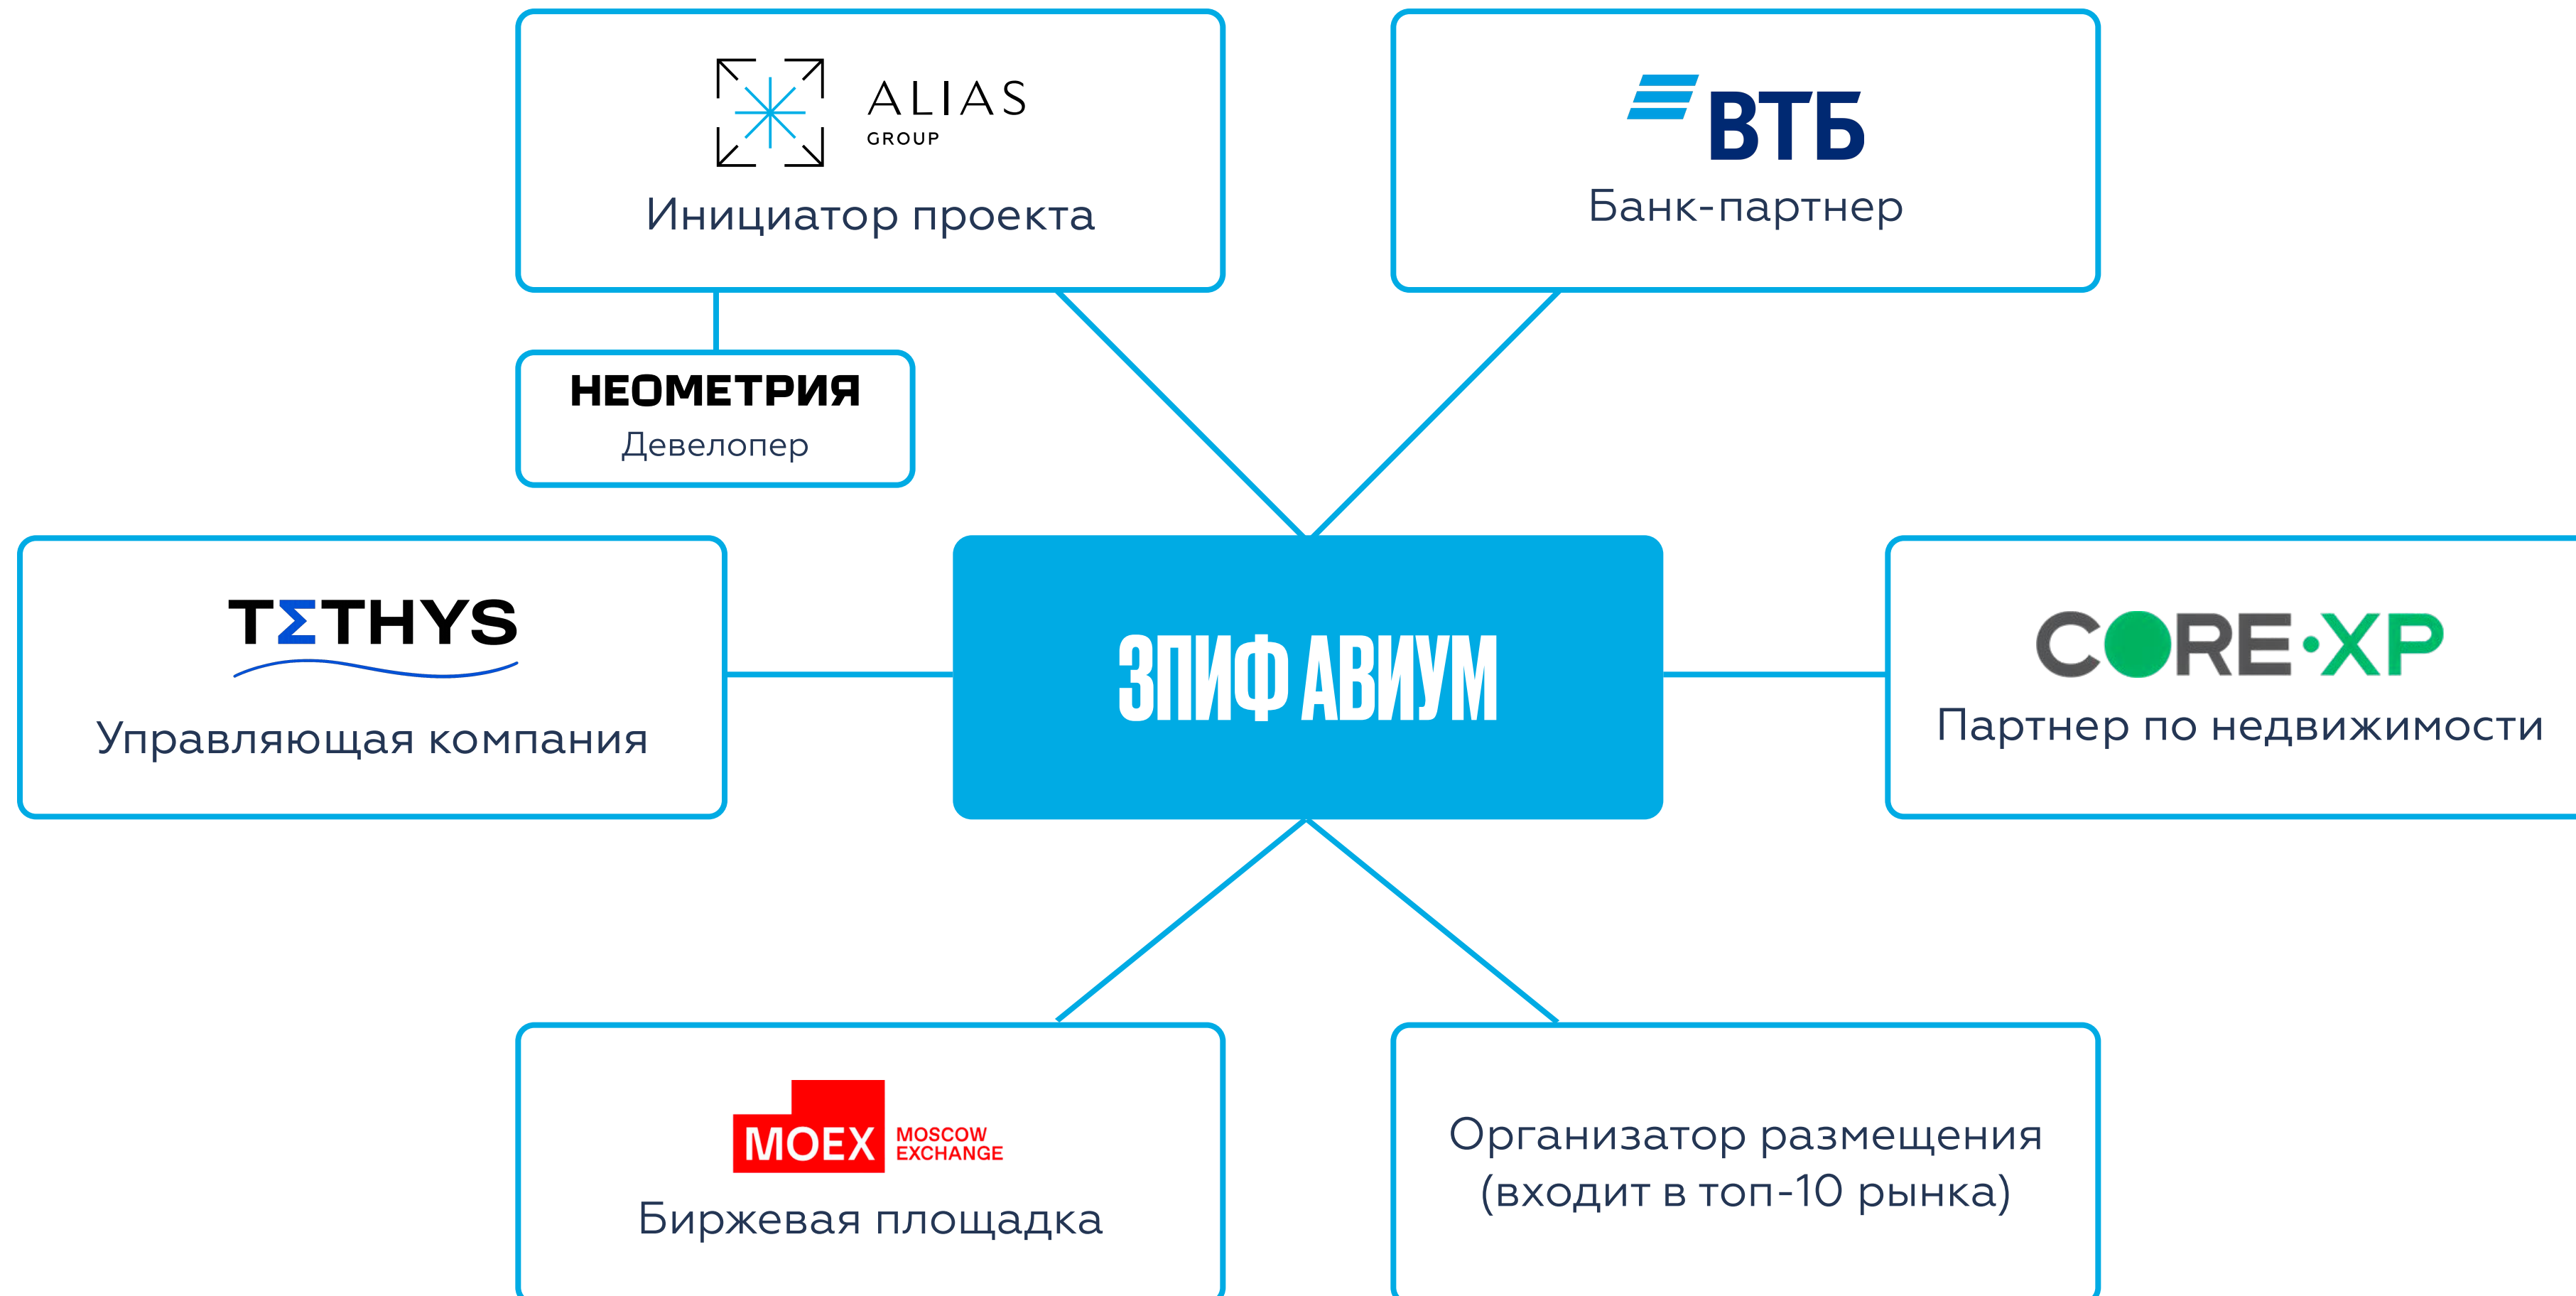 ALIAS
GROUP
Инициатор проекта
ВТБ
Банк-партнер
НЕОМЕТРИЯ
Девелопер
TΣTHYS
Управляющая компания
ЗПИФ АВИУМ
CORE•XP
Партнер по недвижимости
MOEX
MOSCOW
EXCHANGE
Биржевая площадка
Организатор размещения
(входит в топ-10 рынка)